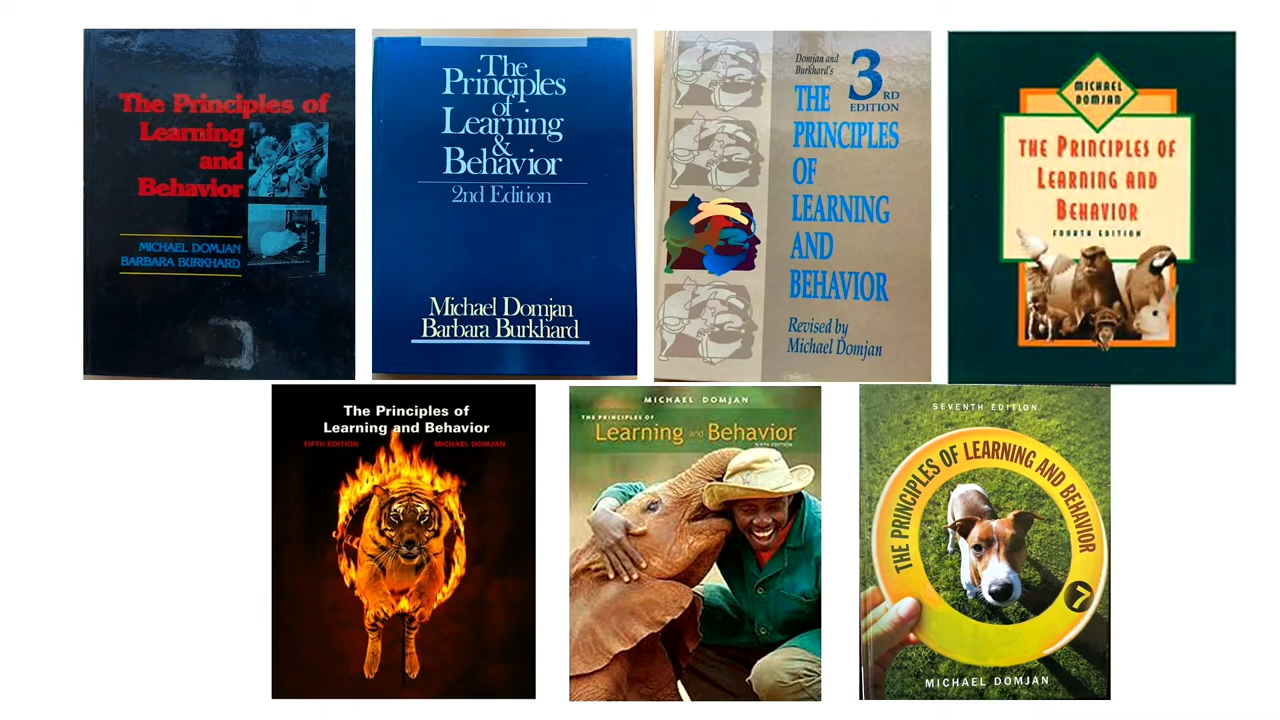 The Principles of
Learning
and
Behavior
MICHAEL DOMJAN
BARBARA BURKHARD
The
Principles
of
Learning
&
Behavior
2nd Edition
Michael Domjan
Barbara Burkhard
Domjan and
Burkhard's
3
RD
EDITION
THE
PRINCIPLES
OF
LEARNING
AND
BEHAVIOR
Revised by
Michael Domjan
MICHAEL
DOMJAN
THE PRINCIPLES OF
LEARNING AND
BEHAVIOR
FOURTH EDITION
The Principles of
Learning and Behavior
FIFTH EDITION MICHAEL DOMJAN
MICHAEL DOMJAN
THE PRINCIPLES OF
Learning and Behavior
SIXTH EDITION
SEVENTH EDITION
THE PRINCIPLES OF LEARNING AND BEHAVIOR
7
MICHAEL DOMJAN